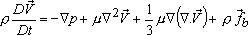 ρ DV⃗/Dt = −∇p + μ∇²V⃗ + 1/3 μ∇(∇.V⃗) + ρ f⃗_b